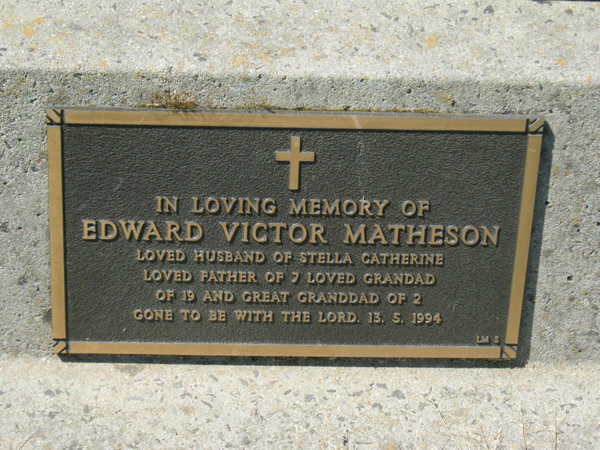 IN LOVING MEMORY OF
EDWARD VICTOR MATHESON
LOVED HUSBAND OF STELLA CATHERINE
LOVED FATHER OF 7 LOVED GRANDAD
OF 19 AND GREAT GRANDDAD OF 2
GONE TO BE WITH THE LORD. 13. 5. 1994
LM S